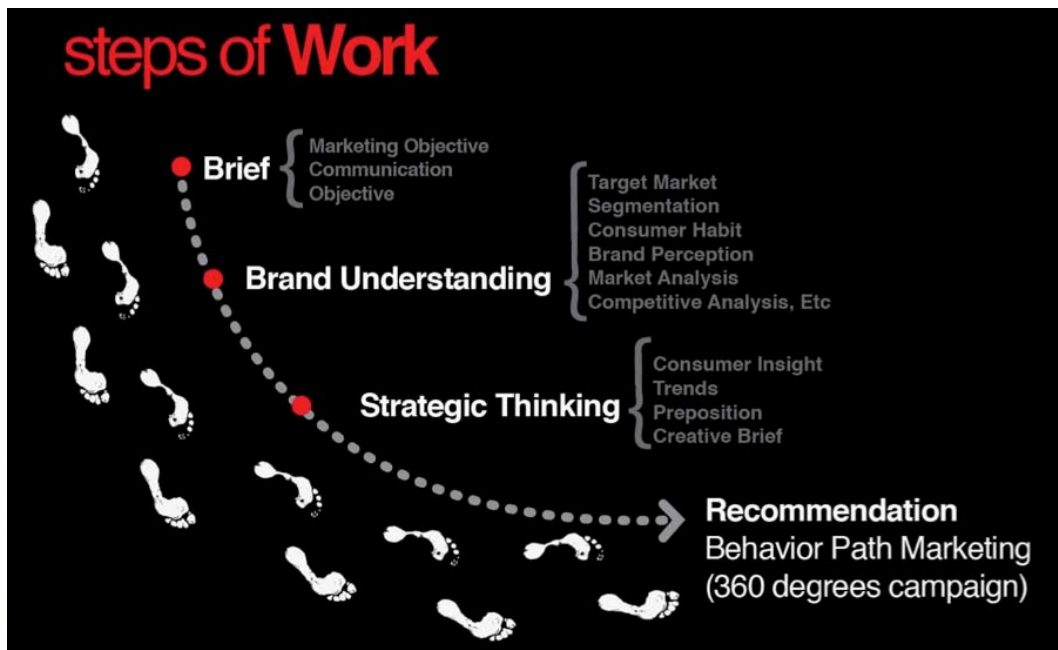 steps of Work
Brief
Marketing Objective
Communication
Objective
Brand Understanding
Target Market
Segmentation
Consumer Habit
Brand Perception
Market Analysis
Competitive Analysis, Etc
Strategic Thinking
Consumer Insight
Trends
Preposition
Creative Brief
Recommendation
Behavior Path Marketing
(360 degrees campaign)